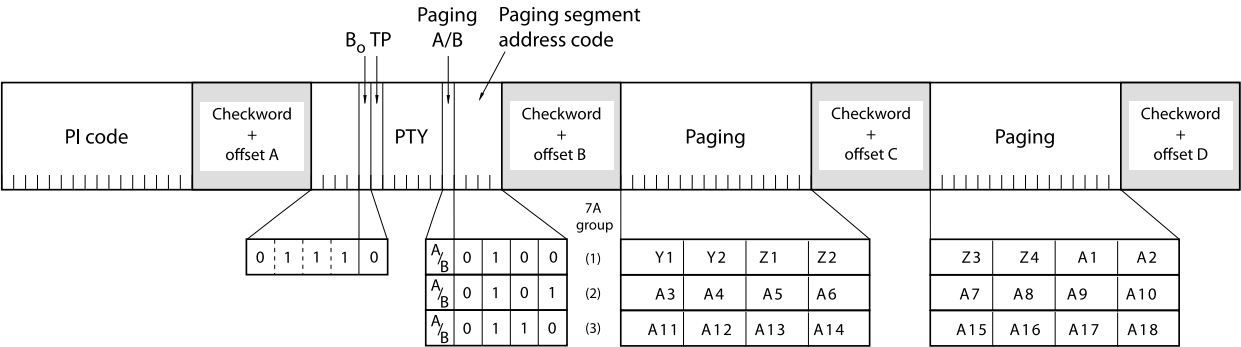 Paging Paging segment
B₀ TP A/B address code
PI code
Checkword
+
offset A
PTY
Checkword
+
offset B
Paging
Checkword
+
offset C
Paging
Checkword
+
offset D
7A
group
0 1 1 1 0
A/B 0 1 0 0 (1) Y1 Y2 Z1 Z2 Z3 Z4 A1 A2
A/B 0 1 0 1 (2) A3 A4 A5 A6 A7 A8 A9 A10
A/B 0 1 1 0 (3) A11 A12 A13 A14 A15 A16 A17 A18